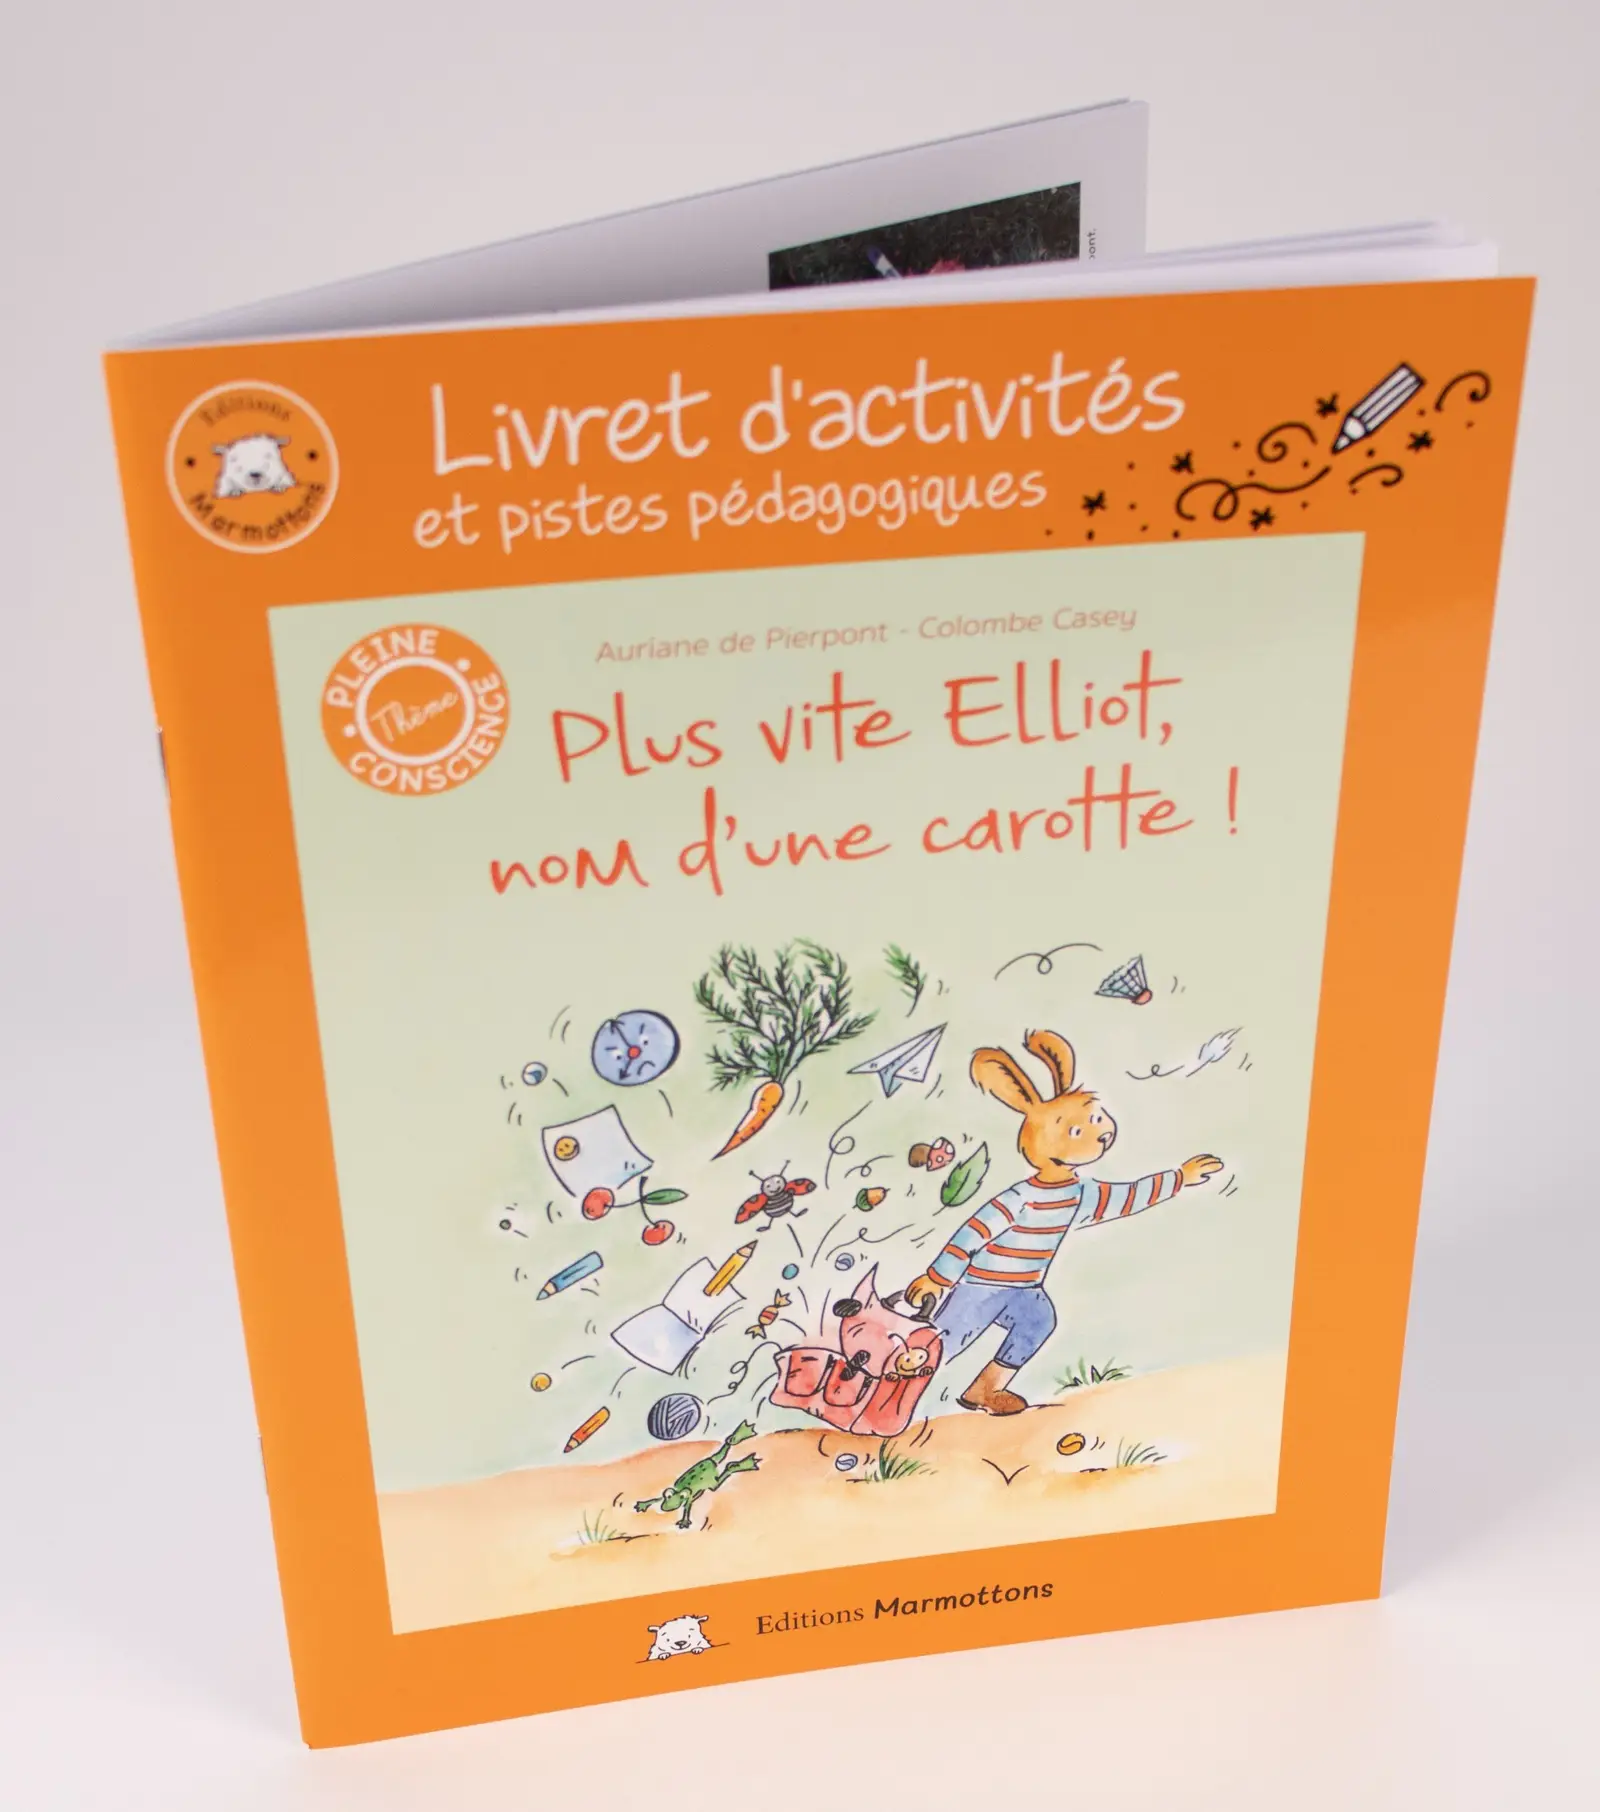 ont.
Editions
Marmottons
Livret d'activités
et pistes pédagogiques
PLEINE
Thème
CONSCIENCE
Auriane de Pierpont - Colombe Casey
Plus vite Elliot,
nom d'une carotte !
Editions Marmottons